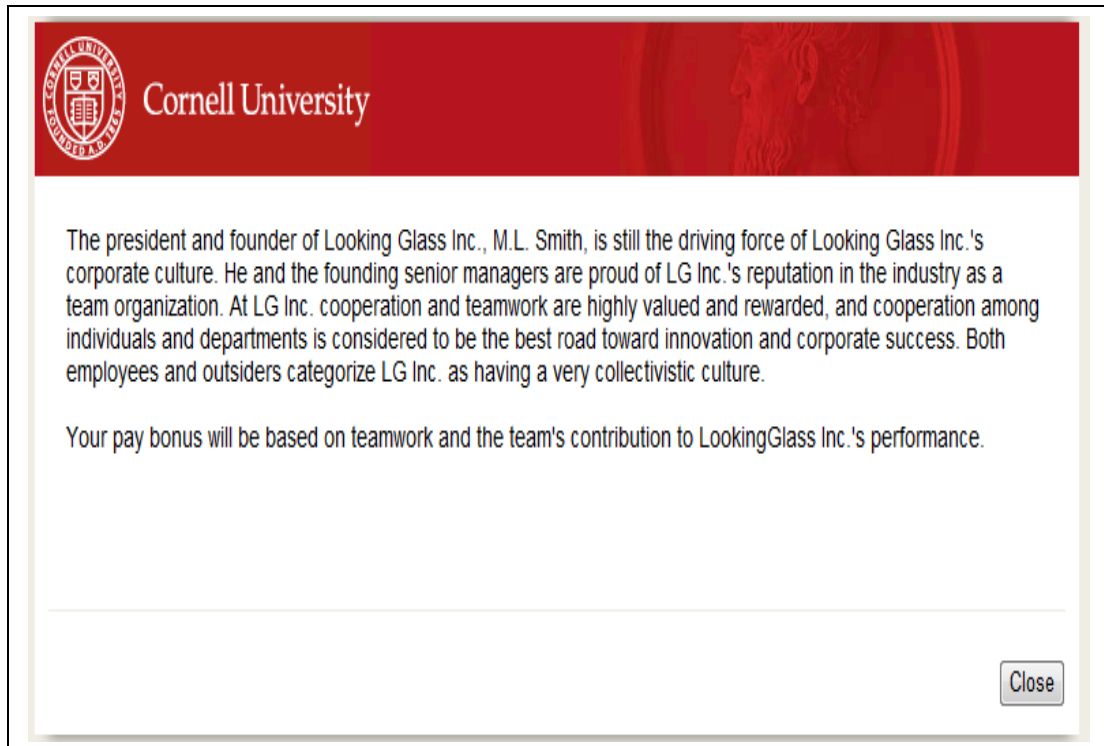 CORNELL UNIVERSITY
FOUNDED A.D. 1865
Cornell University
The president and founder of Looking Glass Inc., M.L. Smith, is still the driving force of Looking Glass Inc.'s
corporate culture. He and the founding senior managers are proud of LG Inc.'s reputation in the industry as a
team organization. At LG Inc. cooperation and teamwork are highly valued and rewarded, and cooperation among
individuals and departments is considered to be the best road toward innovation and corporate success. Both
employees and outsiders categorize LG Inc. as having a very collectivistic culture.
Your pay bonus will be based on teamwork and the team's contribution to LookingGlass Inc.'s performance.
Close